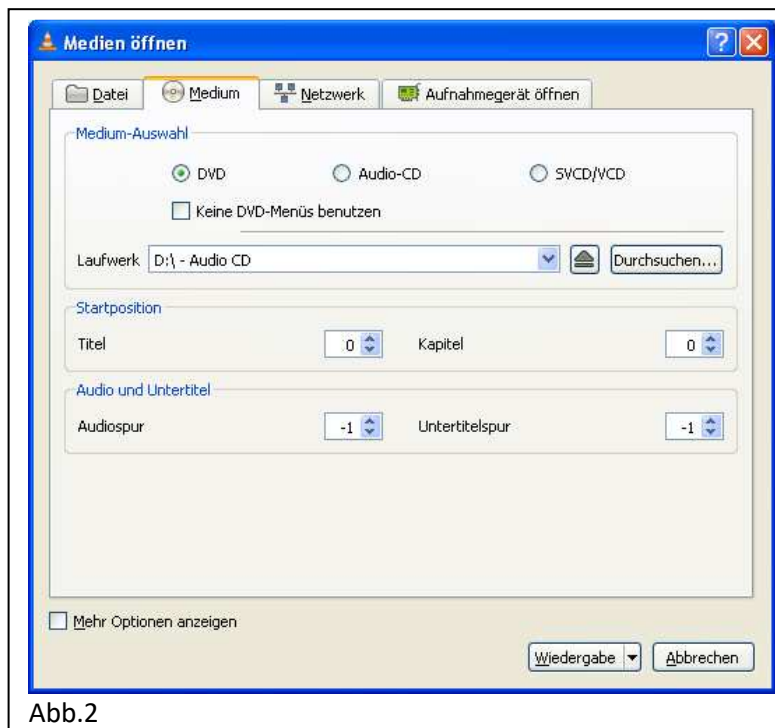 Medien öffnen
Datei Medium Netzwerk Aufnahmegerät öffnen
Medium-Auswahl
DVD Audio-CD SVCD/VCD
Keine DVD-Menüs benutzen
Laufwerk D:\ - Audio CD Durchsuchen...
Startposition
Titel 0 Kapitel 0
Audio und Untertitel
Audiospur -1 Untertitelspur -1
Mehr Optionen anzeigen
Wiedergabe Abbrechen
Abb.2